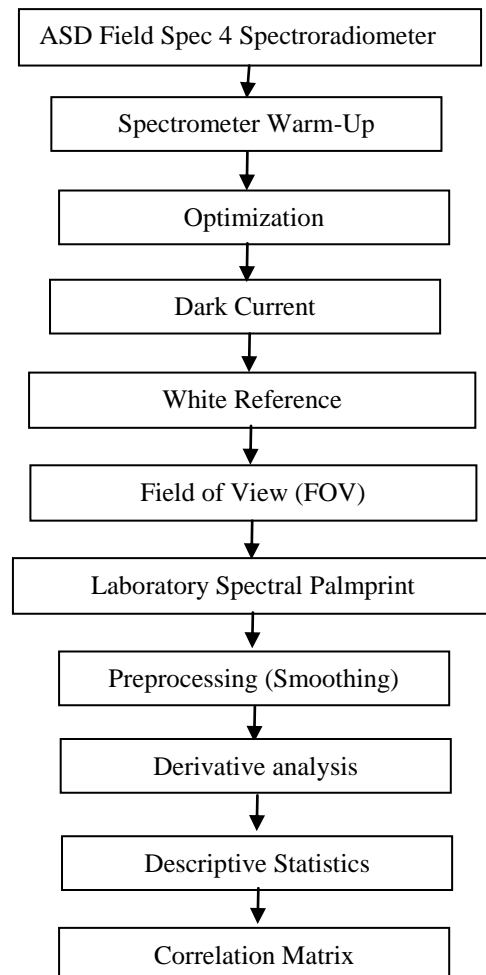 ASD Field Spec 4 Spectroradiometer
Spectrometer Warm-Up
Optimization
Dark Current
White Reference
Field of View (FOV)
Laboratory Spectral Palmprint
Preprocessing (Smoothing)
Derivative analysis
Descriptive Statistics
Correlation Matrix